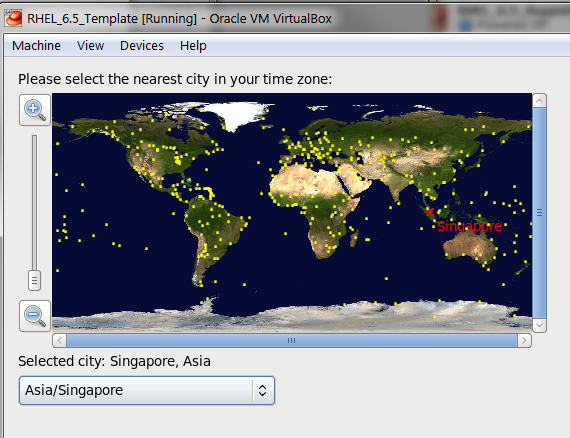 RHEL_6.5_Template [Running] - Oracle VM VirtualBox
Machine View Devices Help
Please select the nearest city in your time zone:
Singapore
Selected city: Singapore, Asia
Asia/Singapore